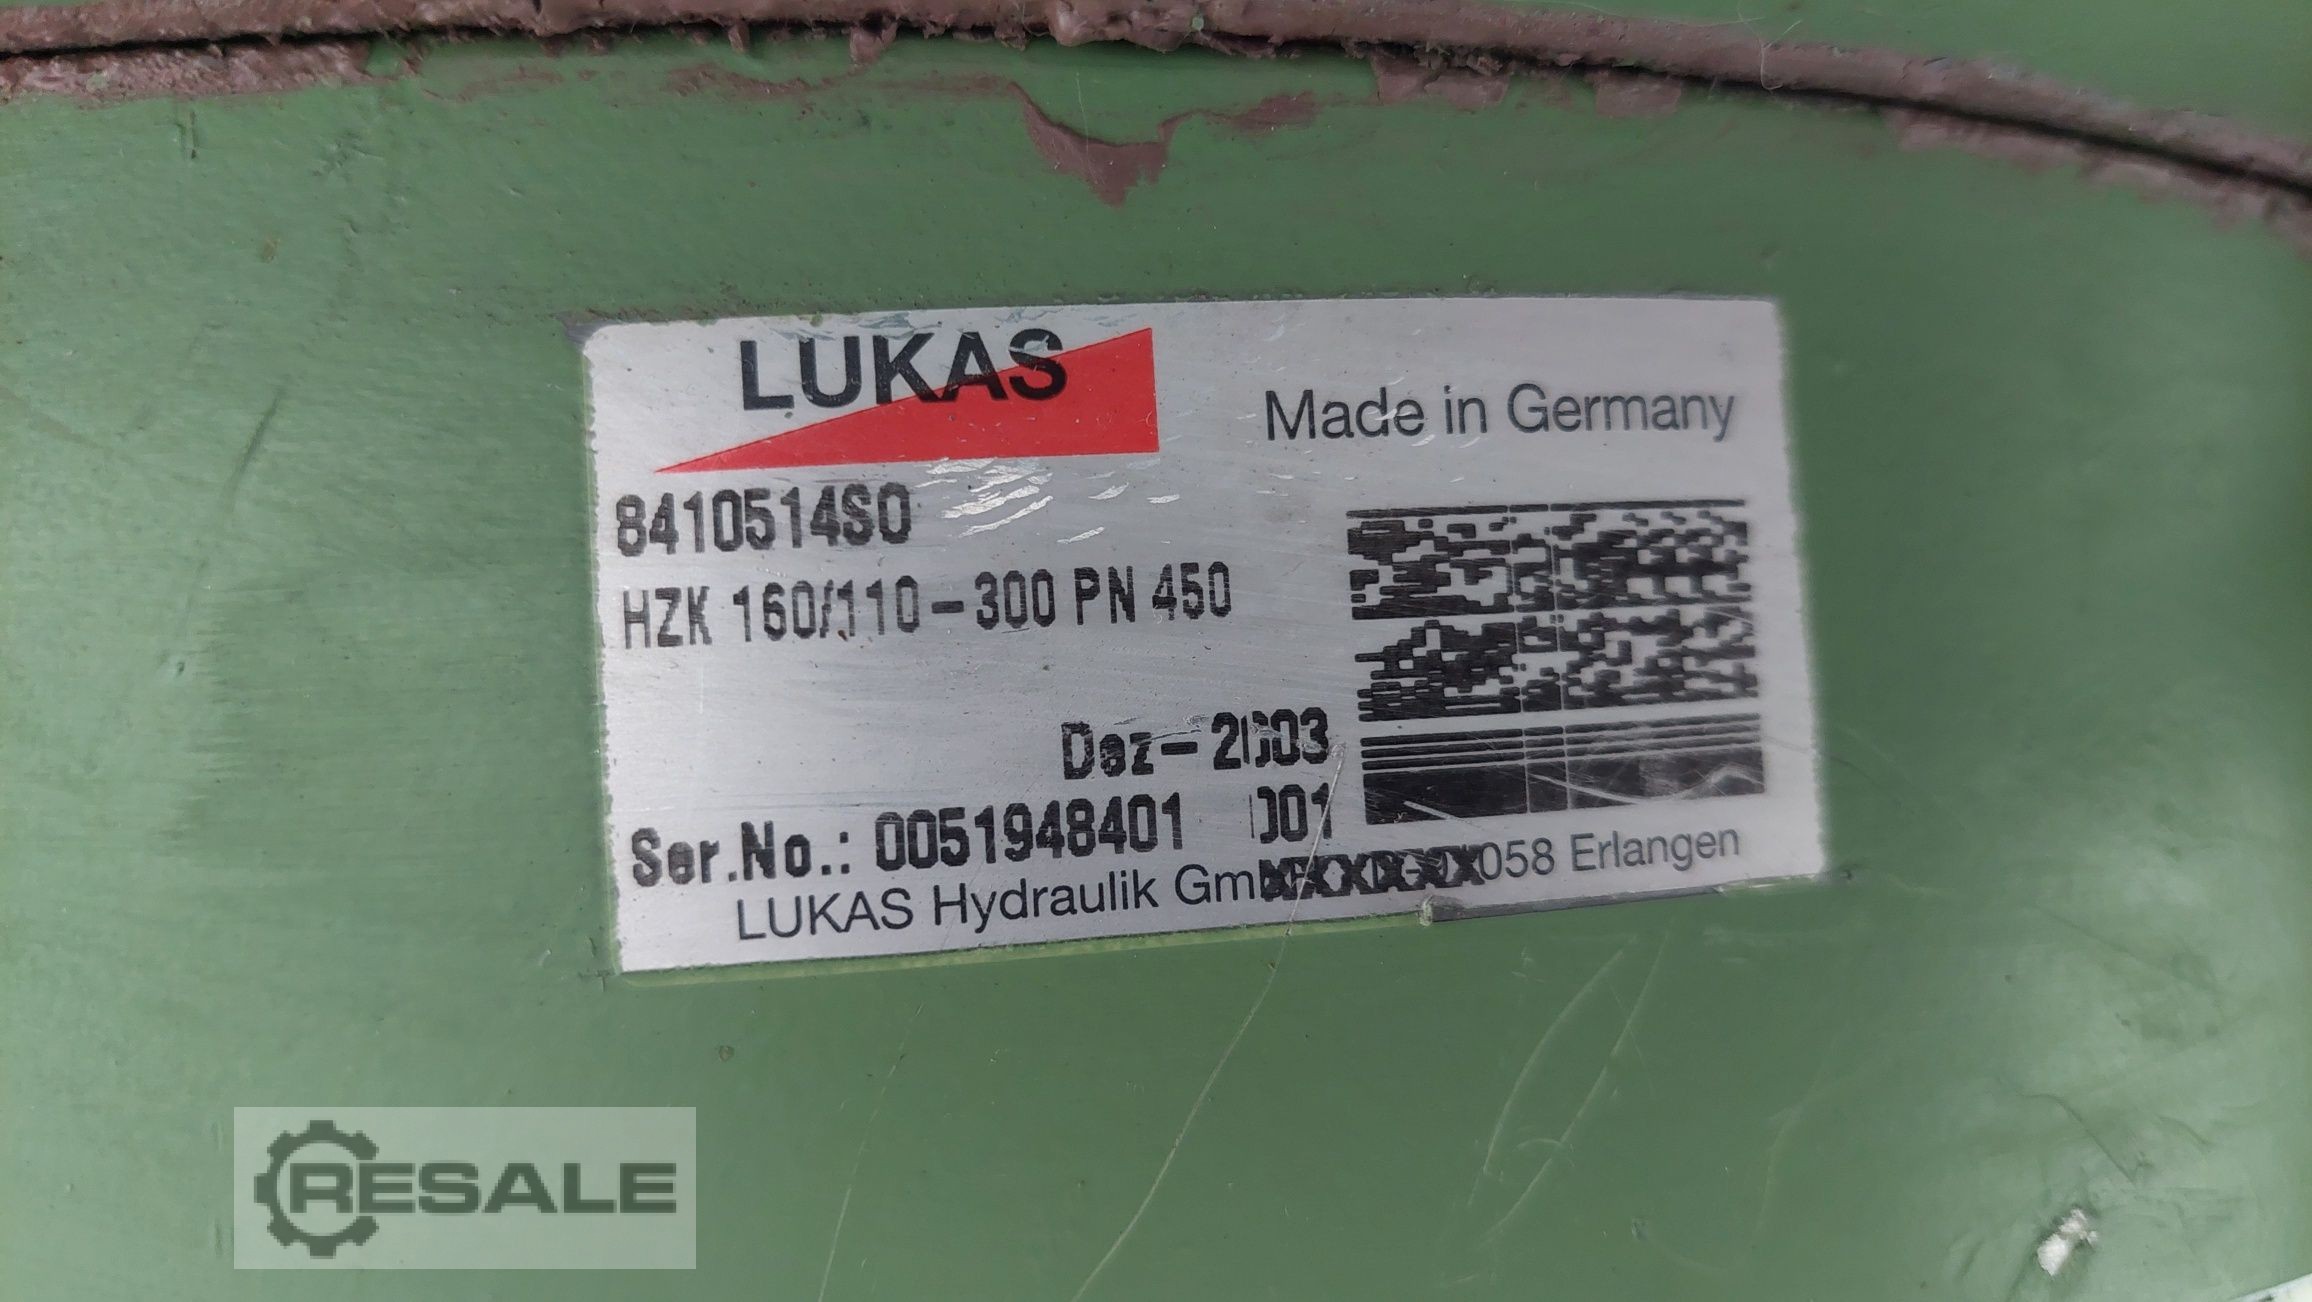 LUKAS
Made in Germany
8410514S0
HZK 160/110-300 PN 450
Dez-2003
Ser.No.: 0051948401 001
LUKAS Hydraulik 058 Erlangen
RESALE